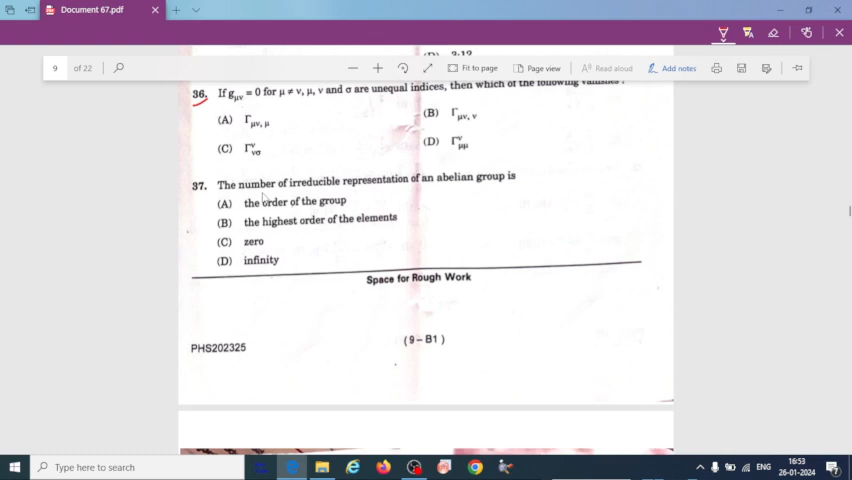 Document 67.pdf
9 of 22
Fit to page
Page view
Read aloud
Add notes
36. If gμν = 0 for μ ≠ ν, μ, ν and σ are unequal indices, then which of the following vanishes ?
(A) Γμν, μ
(B) Γμν, ν
(C) Γ^ν_νσ
(D) Γ^ν_μμ
37. The number of irreducible representation of an abelian group is
(A) the order of the group
(B) the highest order of the elements
(C) zero
(D) infinity
Space for Rough Work
PHS202325
(9 – B1 )
Type here to search
ENG
16:53
26-01-2024